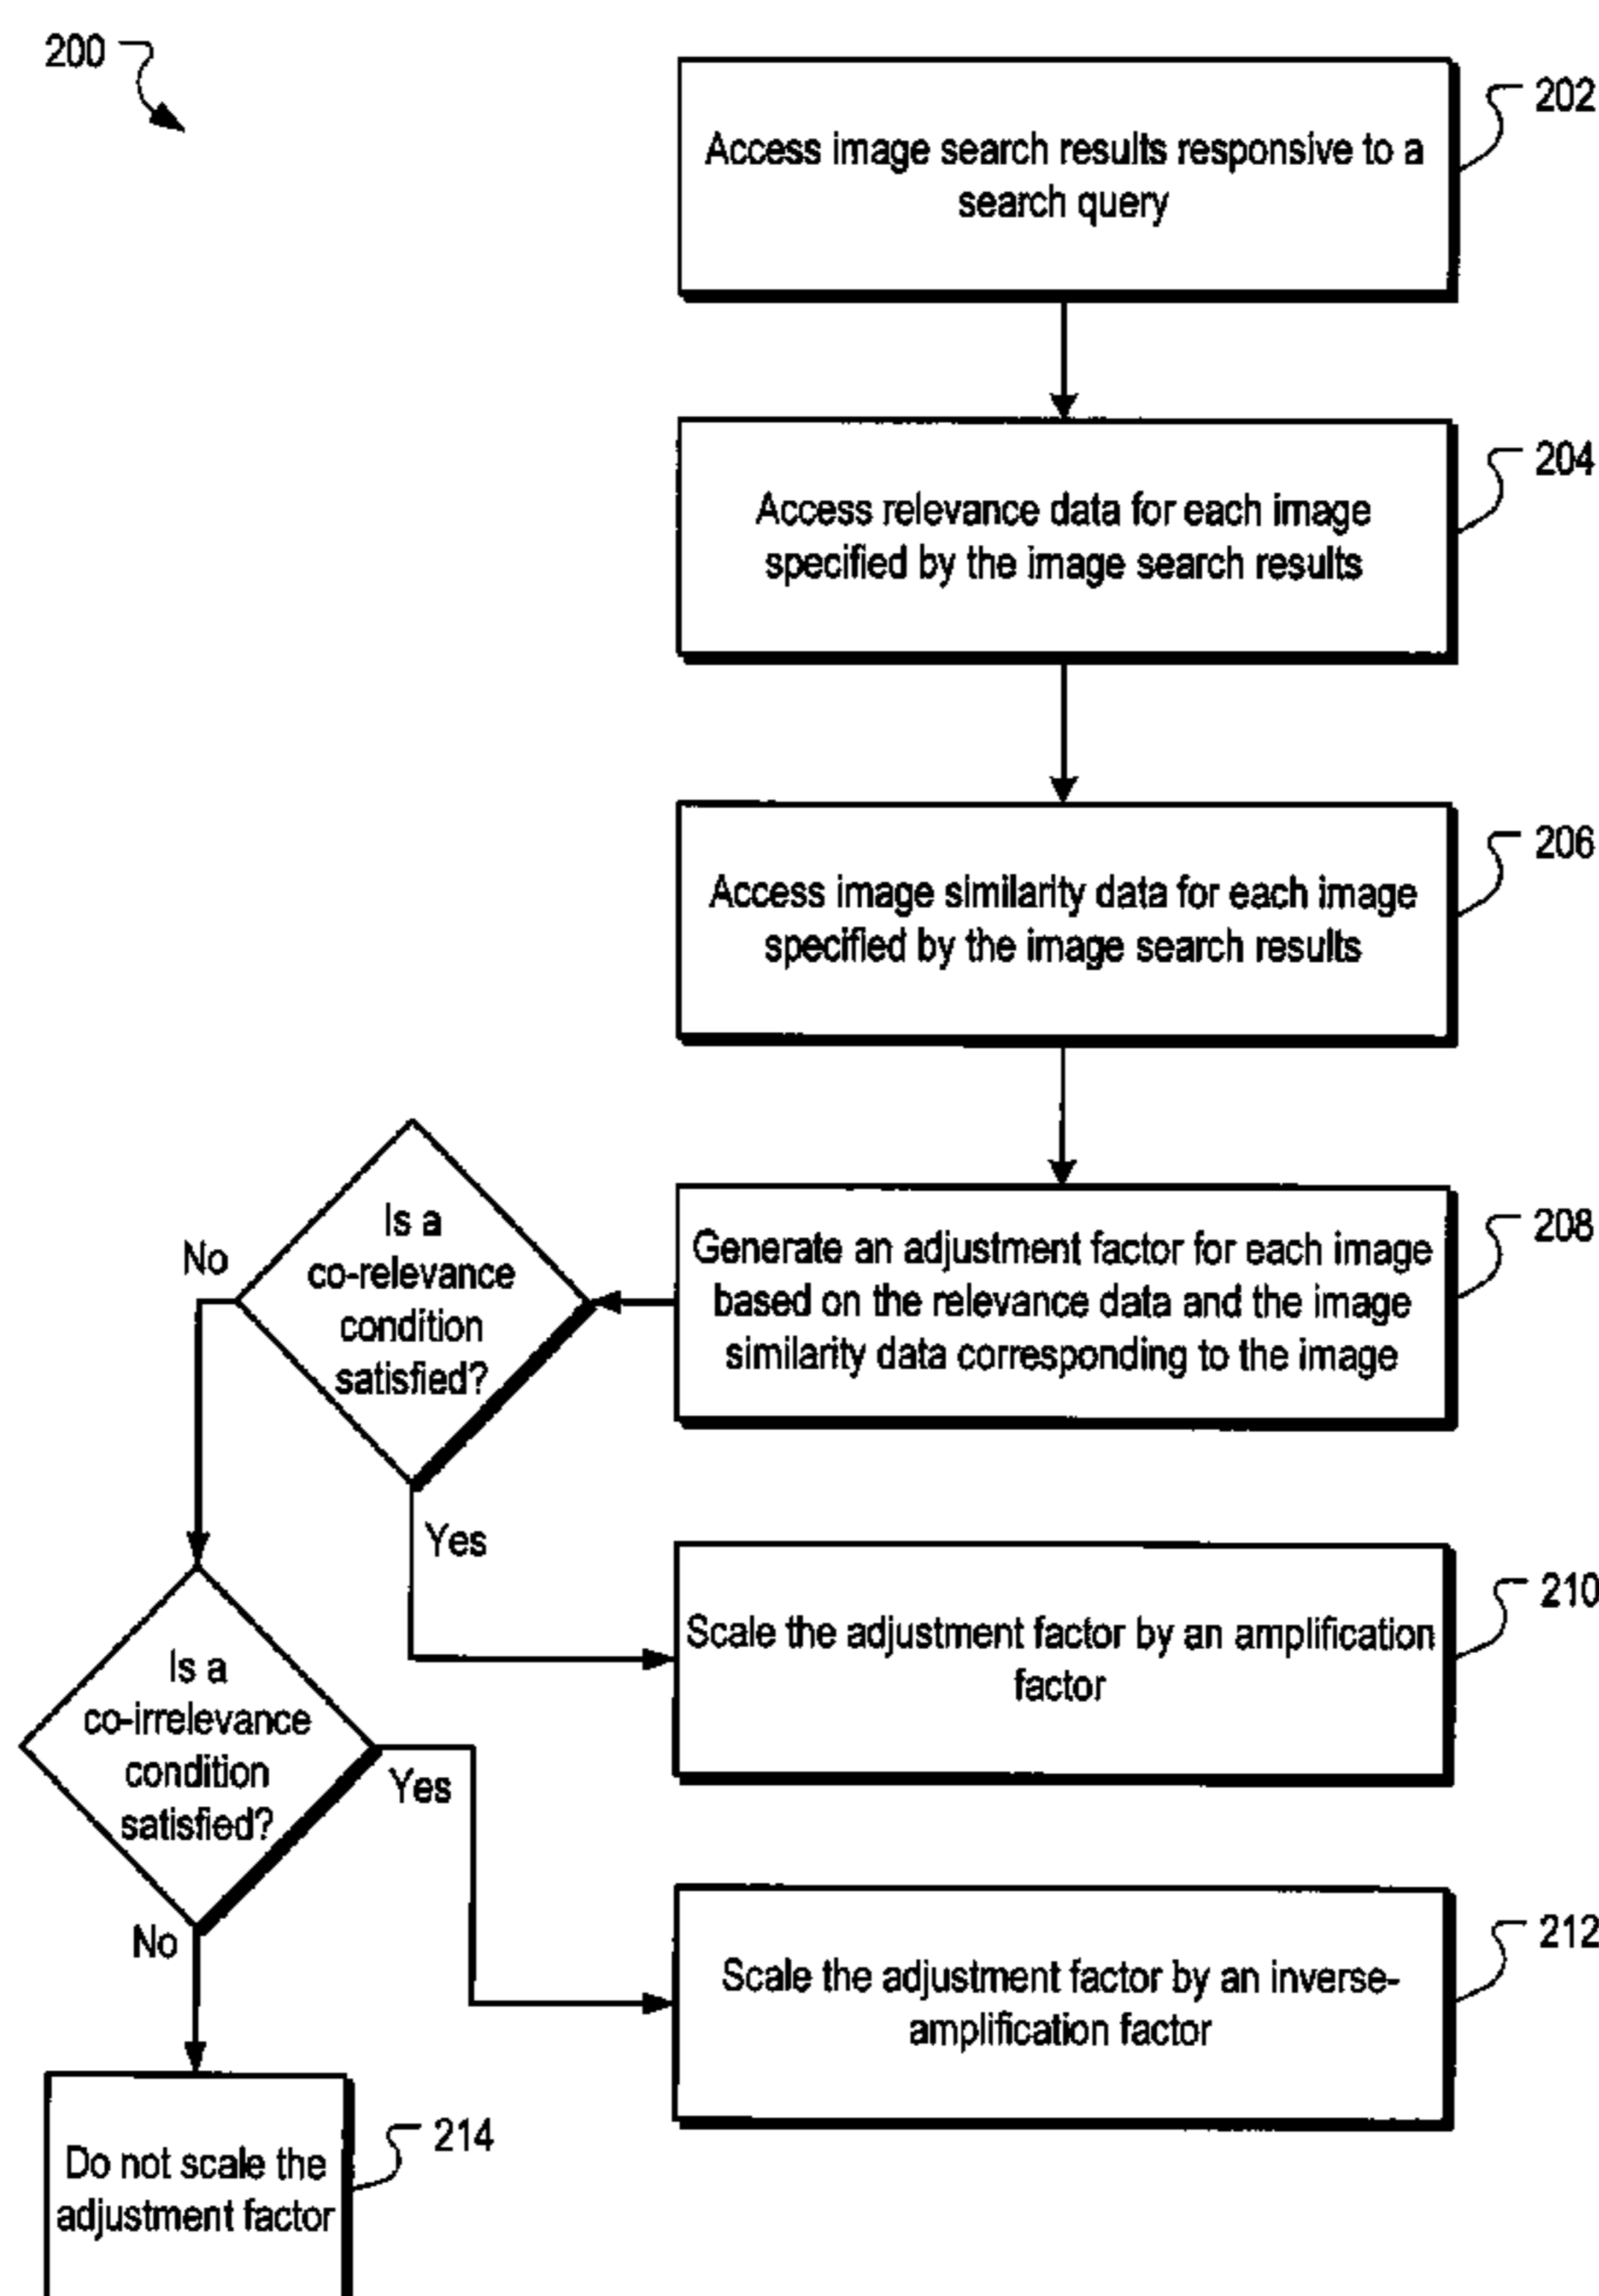 200
202
Access image search results responsive to a
search query
204
Access relevance data for each image
specified by the image search results
206
Access image similarity data for each image
specified by the image search results
208
Generate an adjustment factor for each image
based on the relevance data and the image
similarity data corresponding to the image
Is a
co-relevance
condition
satisfied?
No
Yes
210
Scale the adjustment factor by an amplification
factor
Is a
co-irrelevance
condition
satisfied?
Yes
No
212
Scale the adjustment factor by an inverse-
amplification factor
214
Do not scale the
adjustment factor